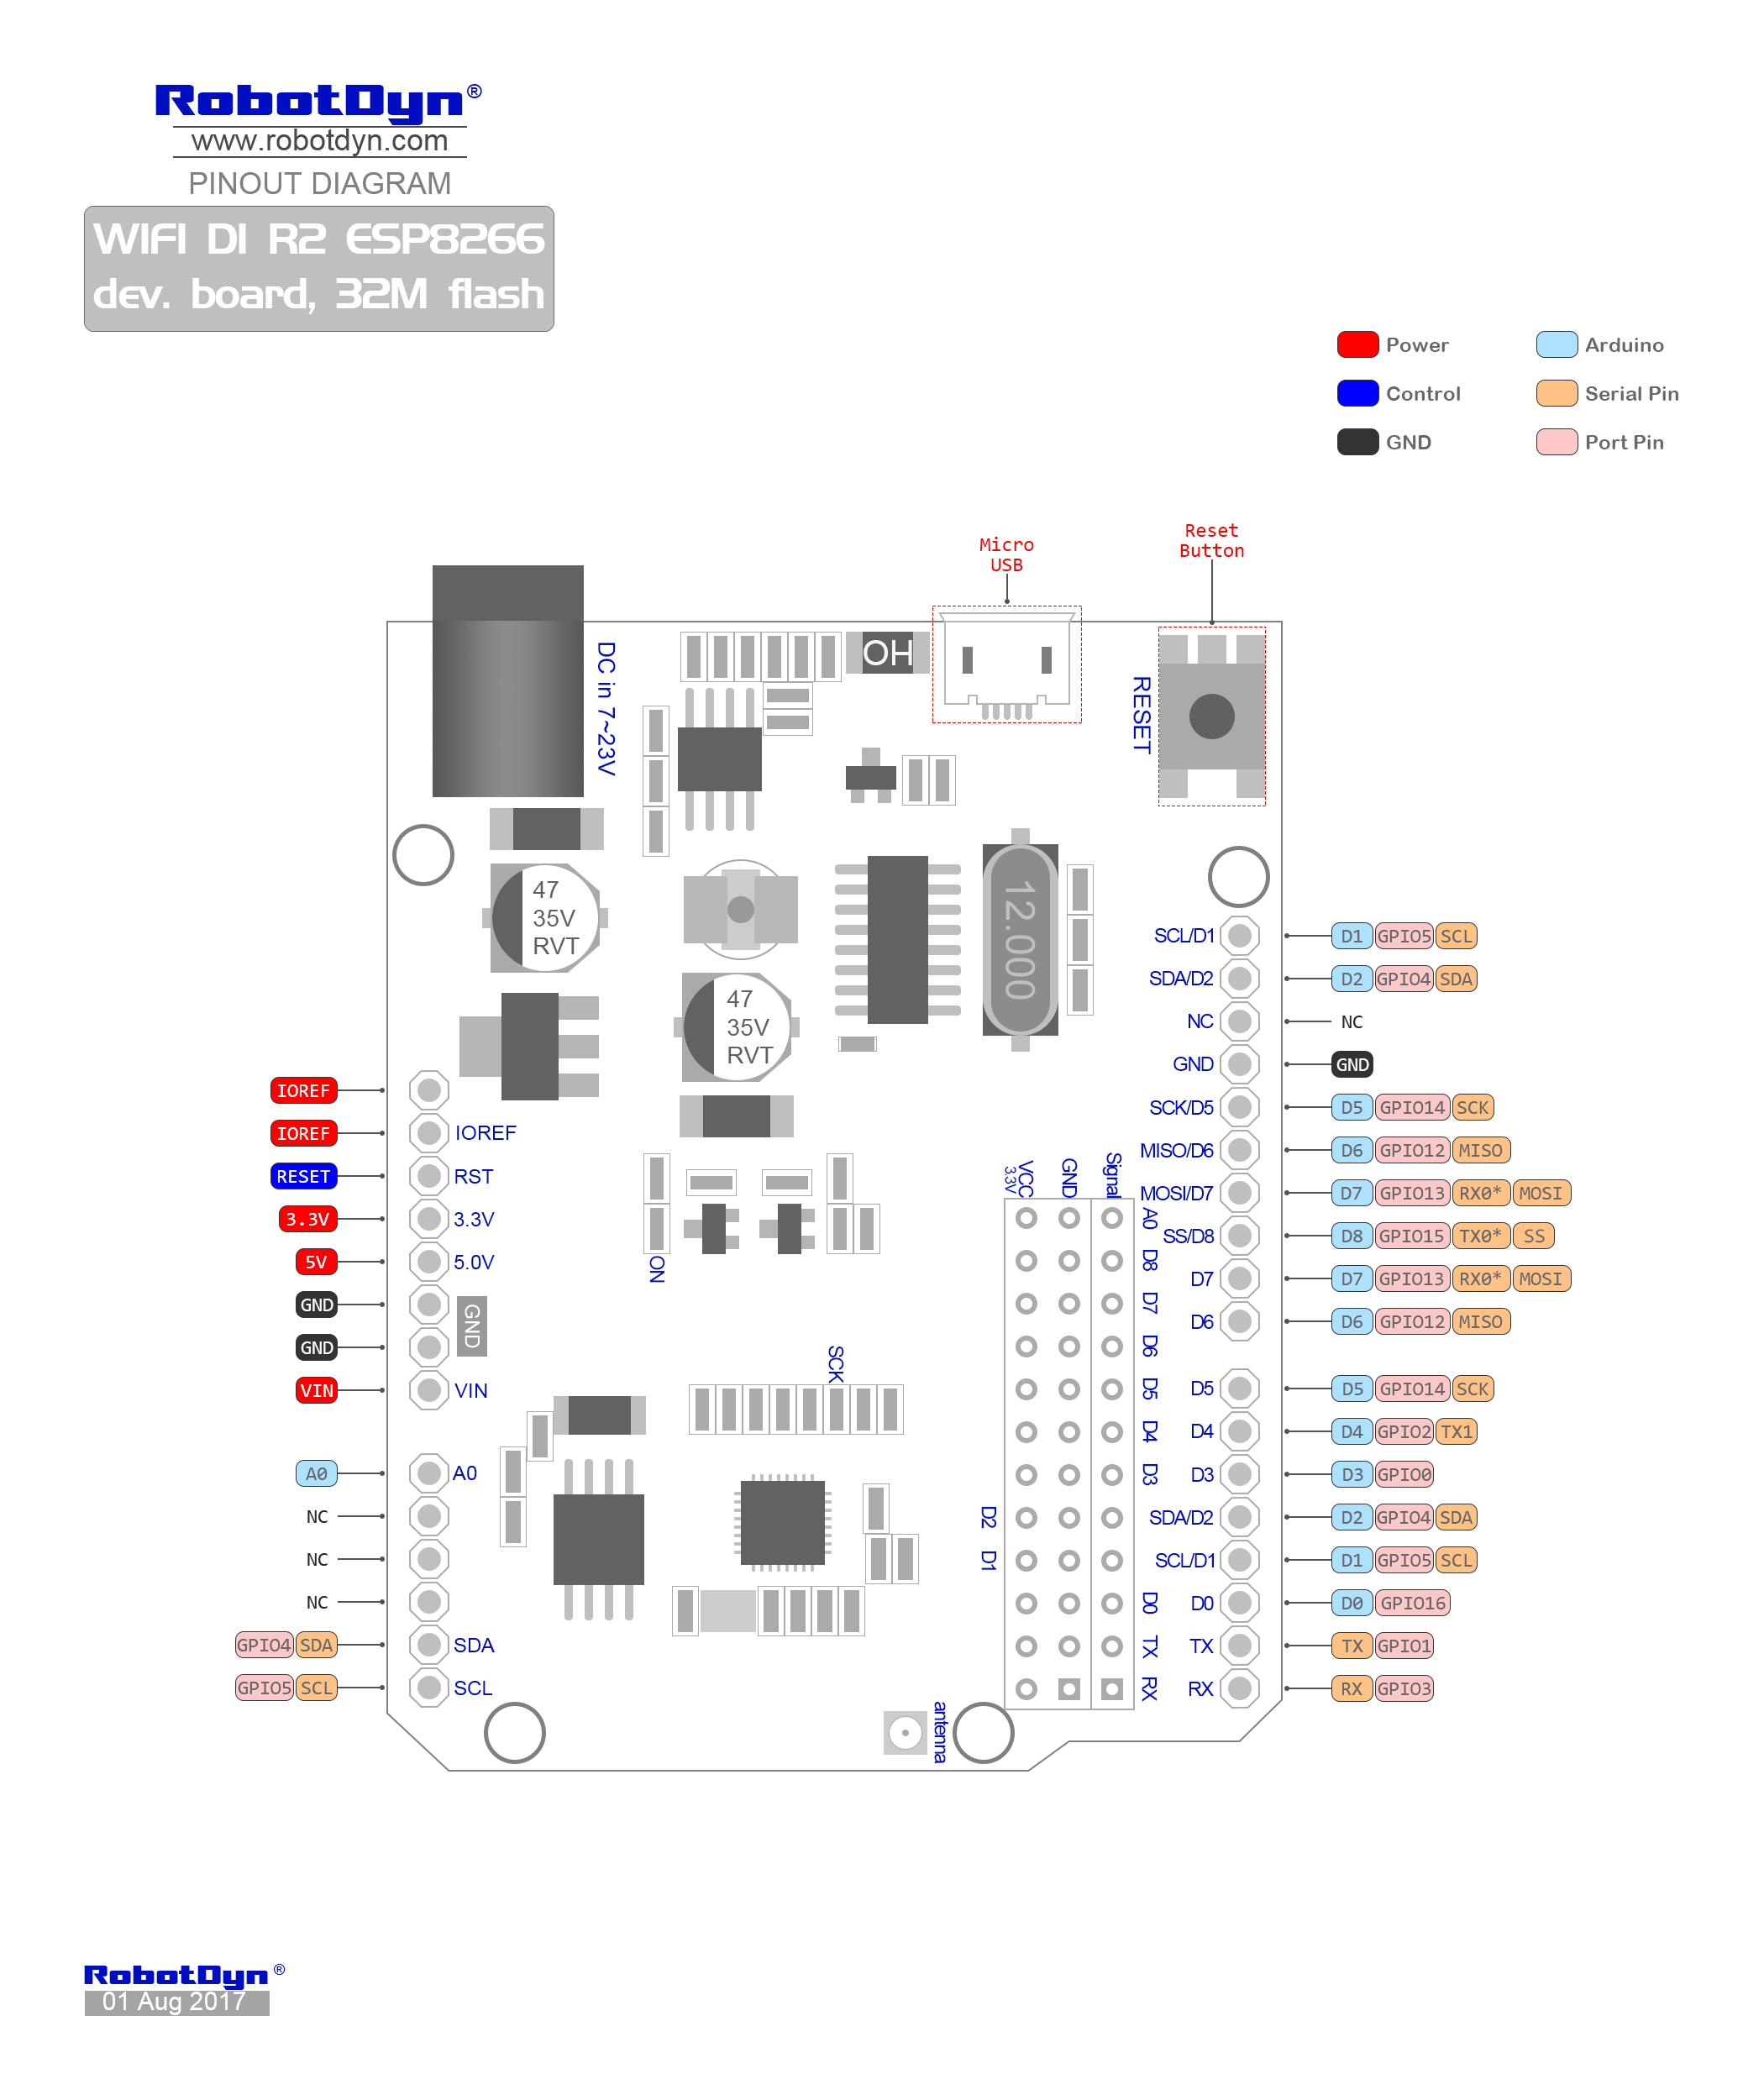 RobotDyn®
www.robotdyn.com
PINOUT DIAGRAM
WIFI D1 R2 ESP8266
dev. board, 32M flash
Power
Arduino
Control
Serial Pin
GND
Port Pin
Micro
USB
Reset
Button
DC in 7~23V
OH
RESET
47
35V
RVT
12.000
47
35V
RVT
IOREF
IOREF IOREF
RESET RST
3.3V 3.3V
5V 5.0V
GND
GND
GND
VIN VIN
A0 A0
NC
NC
NC
GPIO4 SDA SDA
GPIO5 SCL SCL
ON
SCK
antenna
VCC
3.3V
GND
Signal
A0
D8
D7
D6
D5
D4
D3
D2
D1
D0
TX
RX
SCL/D1 D1 GPIO5 SCL
SDA/D2 D2 GPIO4 SDA
NC NC
GND GND
SCK/D5 D5 GPIO14 SCK
MISO/D6 D6 GPIO12 MISO
MOSI/D7 D7 GPIO13 RX0* MOSI
SS/D8 D8 GPIO15 TX0* SS
D7 D7 GPIO13 RX0* MOSI
D6 D6 GPIO12 MISO
D5 D5 GPIO14 SCK
D4 D4 GPIO2 TX1
D3 D3 GPIO0
SDA/D2 D2 GPIO4 SDA
SCL/D1 D1 GPIO5 SCL
D0 D0 GPIO16
TX TX GPIO1
RX RX GPIO3
RobotDyn®
01 Aug 2017